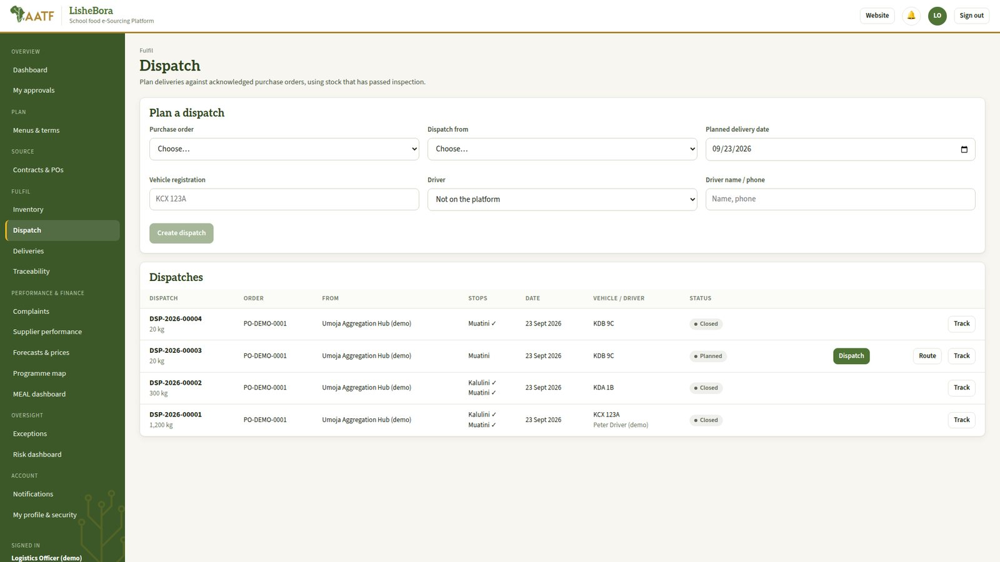 AATF
LisheBora
School food e-Sourcing Platform
Website
LO
Sign out
OVERVIEW
Dashboard
My approvals
PLAN
Menus & terms
SOURCE
Contracts & POs
FULFIL
Inventory
Dispatch
Deliveries
Traceability
PERFORMANCE & FINANCE
Complaints
Supplier performance
Forecasts & prices
Programme map
MEAL dashboard
OVERSIGHT
Exceptions
Risk dashboard
ACCOUNT
Notifications
My profile & security
SIGNED IN
Logistics Officer (demo)
Fulfil
Dispatch
Plan deliveries against acknowledged purchase orders, using stock that has passed inspection.
Plan a dispatch
Purchase order Dispatch from Planned delivery date
Choose... Choose... 09/23/2026
Vehicle registration Driver Driver name / phone
KCX 123A Not on the platform Name, phone
Create dispatch
Dispatches
DISPATCH ORDER FROM STOPS DATE VEHICLE / DRIVER STATUS
DSP-2026-00004
20 kg
PO-DEMO-0001 Umoja Aggregation Hub (demo) Muatini ✓ 23 Sept 2026 KDB 9C Closed Track
DSP-2026-00003
20 kg
PO-DEMO-0001 Umoja Aggregation Hub (demo) Muatini 23 Sept 2026 KDB 9C Planned Dispatch Route Track
DSP-2026-00002
300 kg
PO-DEMO-0001 Umoja Aggregation Hub (demo)
Kalulini ✓
Muatini ✓
23 Sept 2026 KDA 1B Closed Track
DSP-2026-00001
1,200 kg
PO-DEMO-0001 Umoja Aggregation Hub (demo)
Kalulini ✓
Muatini ✓
23 Sept 2026
KCX 123A
Peter Driver (demo)
Closed Track